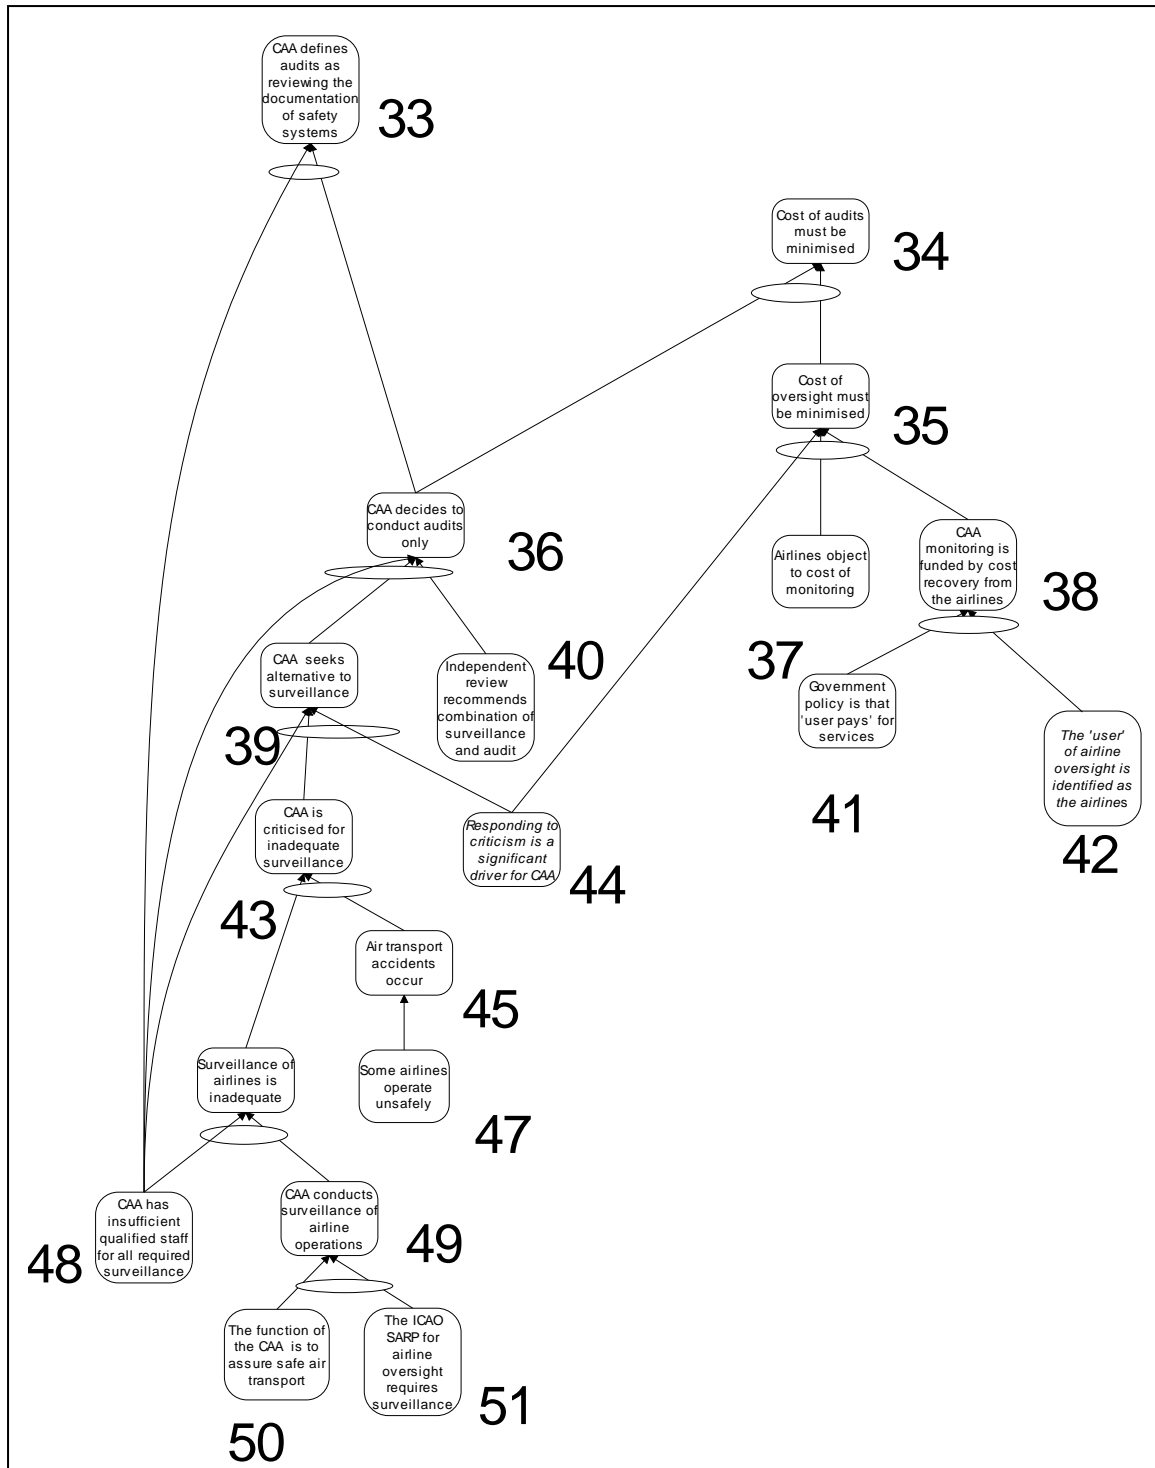 CAA defines
audits as
reviewing the
documentation
of safety
systems
33
Cost of audits
must be
minimised
34
Cost of
oversight must
be minimised
35
CAA decides to
conduct audits
only
36
Airlines object
to cost of
monitoring
37
CAA
monitoring is
funded by cost
recovery from
the airlines
38
CAA seeks
alternative to
surveillance
39
Independent
review
recommends
combination of
surveillance
and audit
40
Government
policy is that
'user pays' for
services
41
The 'user'
of airline
oversight is
identified as
the airlines
42
CAA is
criticised for
inadequate
surveillance
43
Responding to
criticism is a
significant
driver for CAA
44
Air transport
accidents
occur
45
Surveillance of
airlines is
inadequate
Some airlines
operate
unsafely
47
CAA has
insufficient
qualified staff
for all required
surveillance
48
CAA conducts
surveillance of
airline
operations
49
The function of
the CAA is to
assure safe air
transport
50
The ICAO
SARP for
airline
oversight
requires
surveillance
51